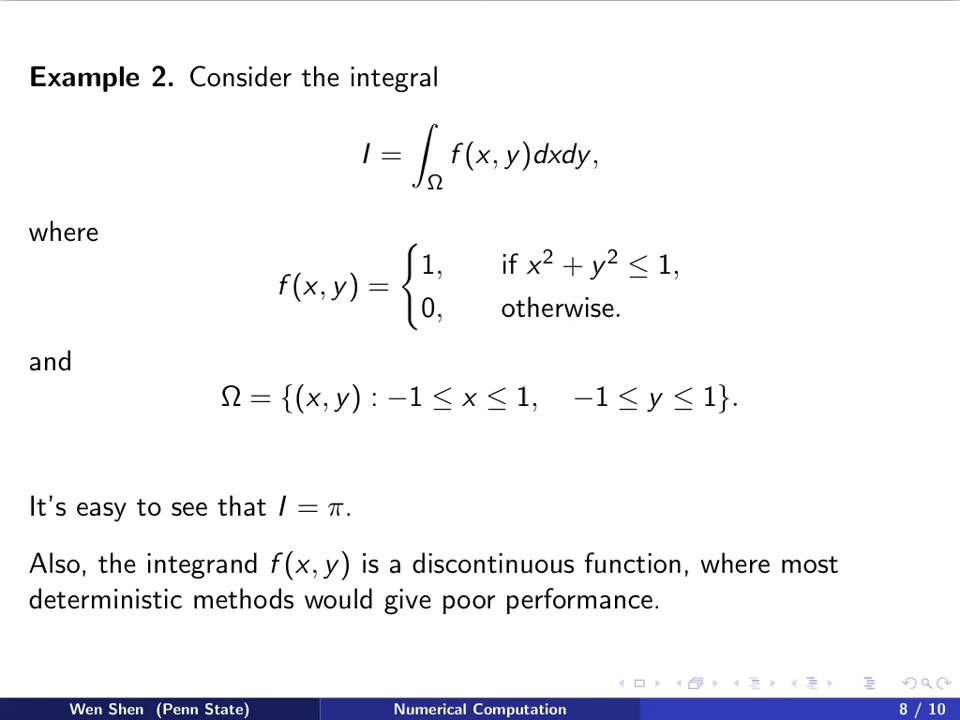 Example 2. Consider the integral
I = ∫_Ω f(x, y)dxdy,
where
f(x, y) = { 1, if x² + y² ≤ 1,
0, otherwise.
and
Ω = {(x, y) : −1 ≤ x ≤ 1, −1 ≤ y ≤ 1}.
It's easy to see that I = π.
Also, the integrand f(x, y) is a discontinuous function, where most
deterministic methods would give poor performance.
Wen Shen (Penn State) Numerical Computation 8 / 10